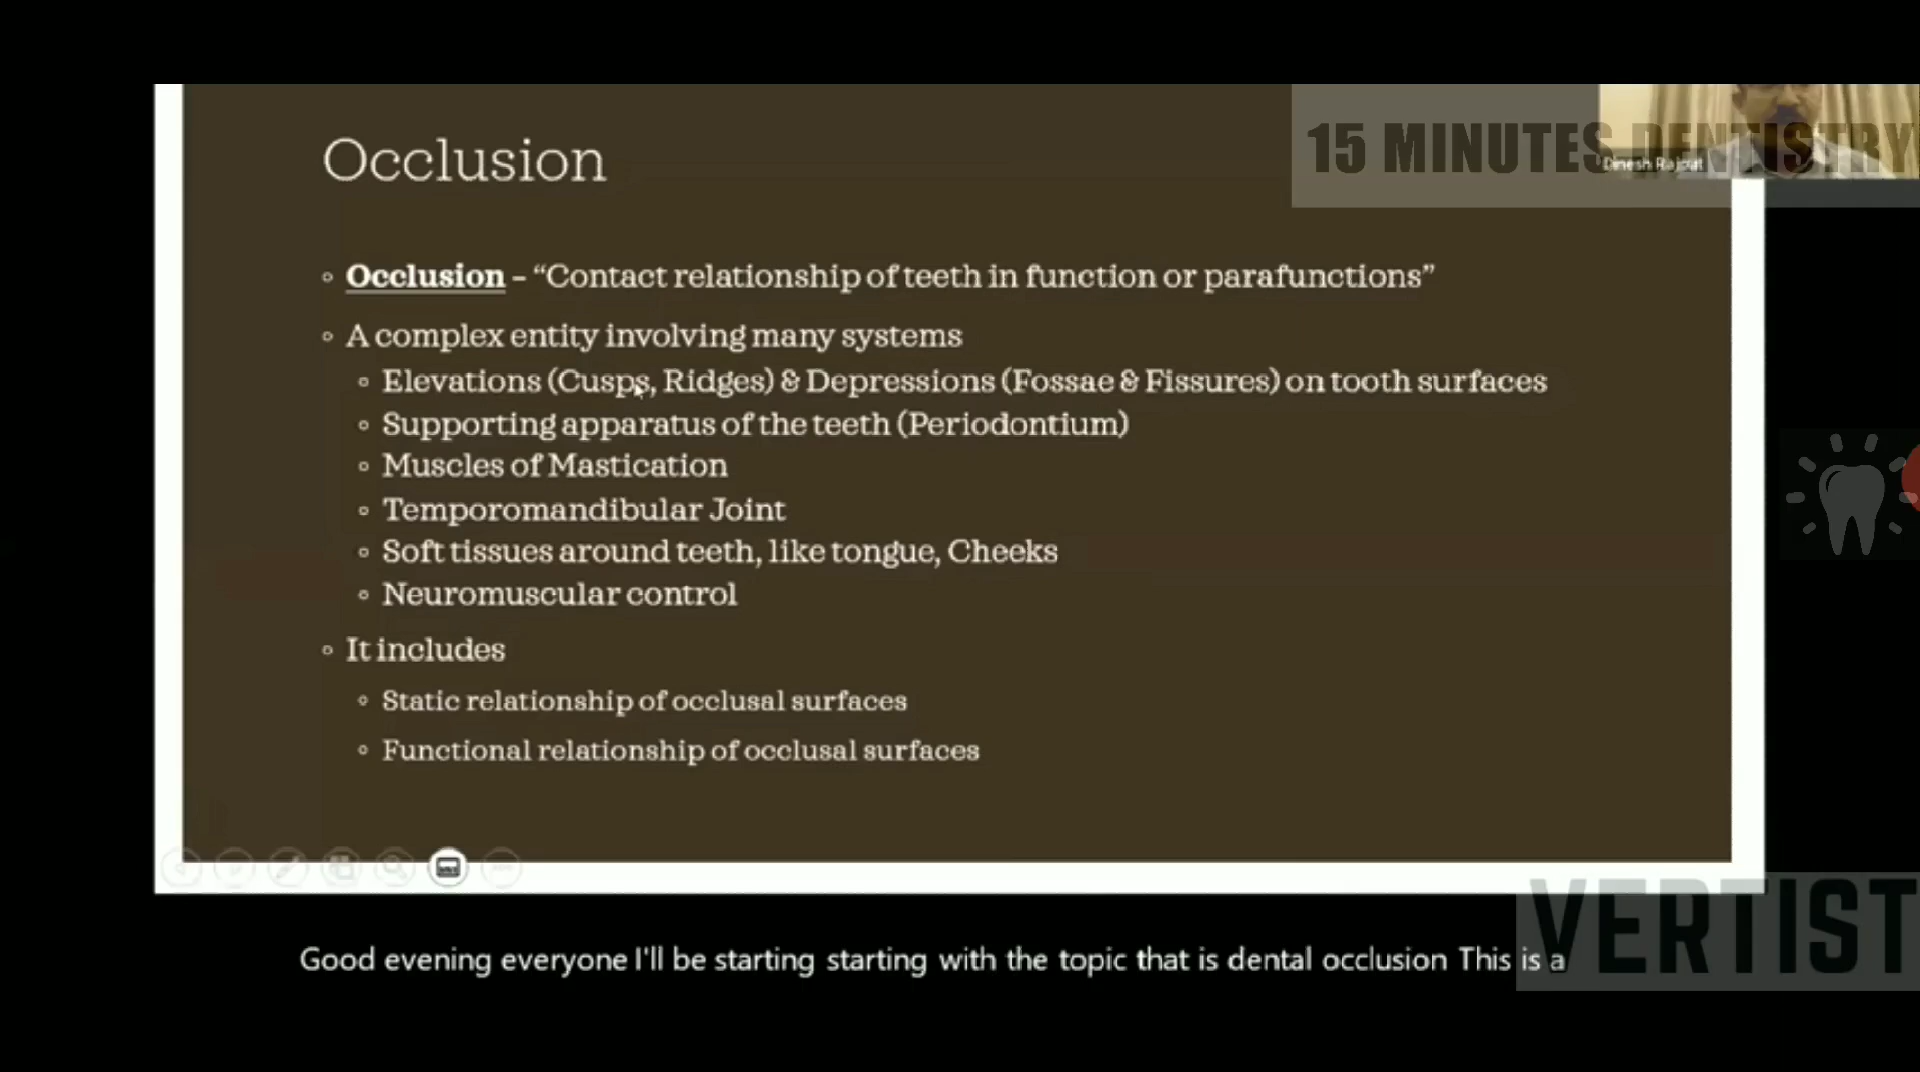 15 MINUTES DENTISTRY
Dinesh Rajput
Occlusion
Occlusion - “Contact relationship of teeth in function or parafunctions”
A complex entity involving many systems
Elevations (Cusps, Ridges) & Depressions (Fossae & Fissures) on tooth surfaces
Supporting apparatus of the teeth (Periodontium)
Muscles of Mastication
Temporomandibular Joint
Soft tissues around teeth, like tongue, Cheeks
Neuromuscular control
It includes
Static relationship of occlusal surfaces
Functional relationship of occlusal surfaces
VERTIST
Good evening everyone I'll be starting starting with the topic that is dental occlusion This is a